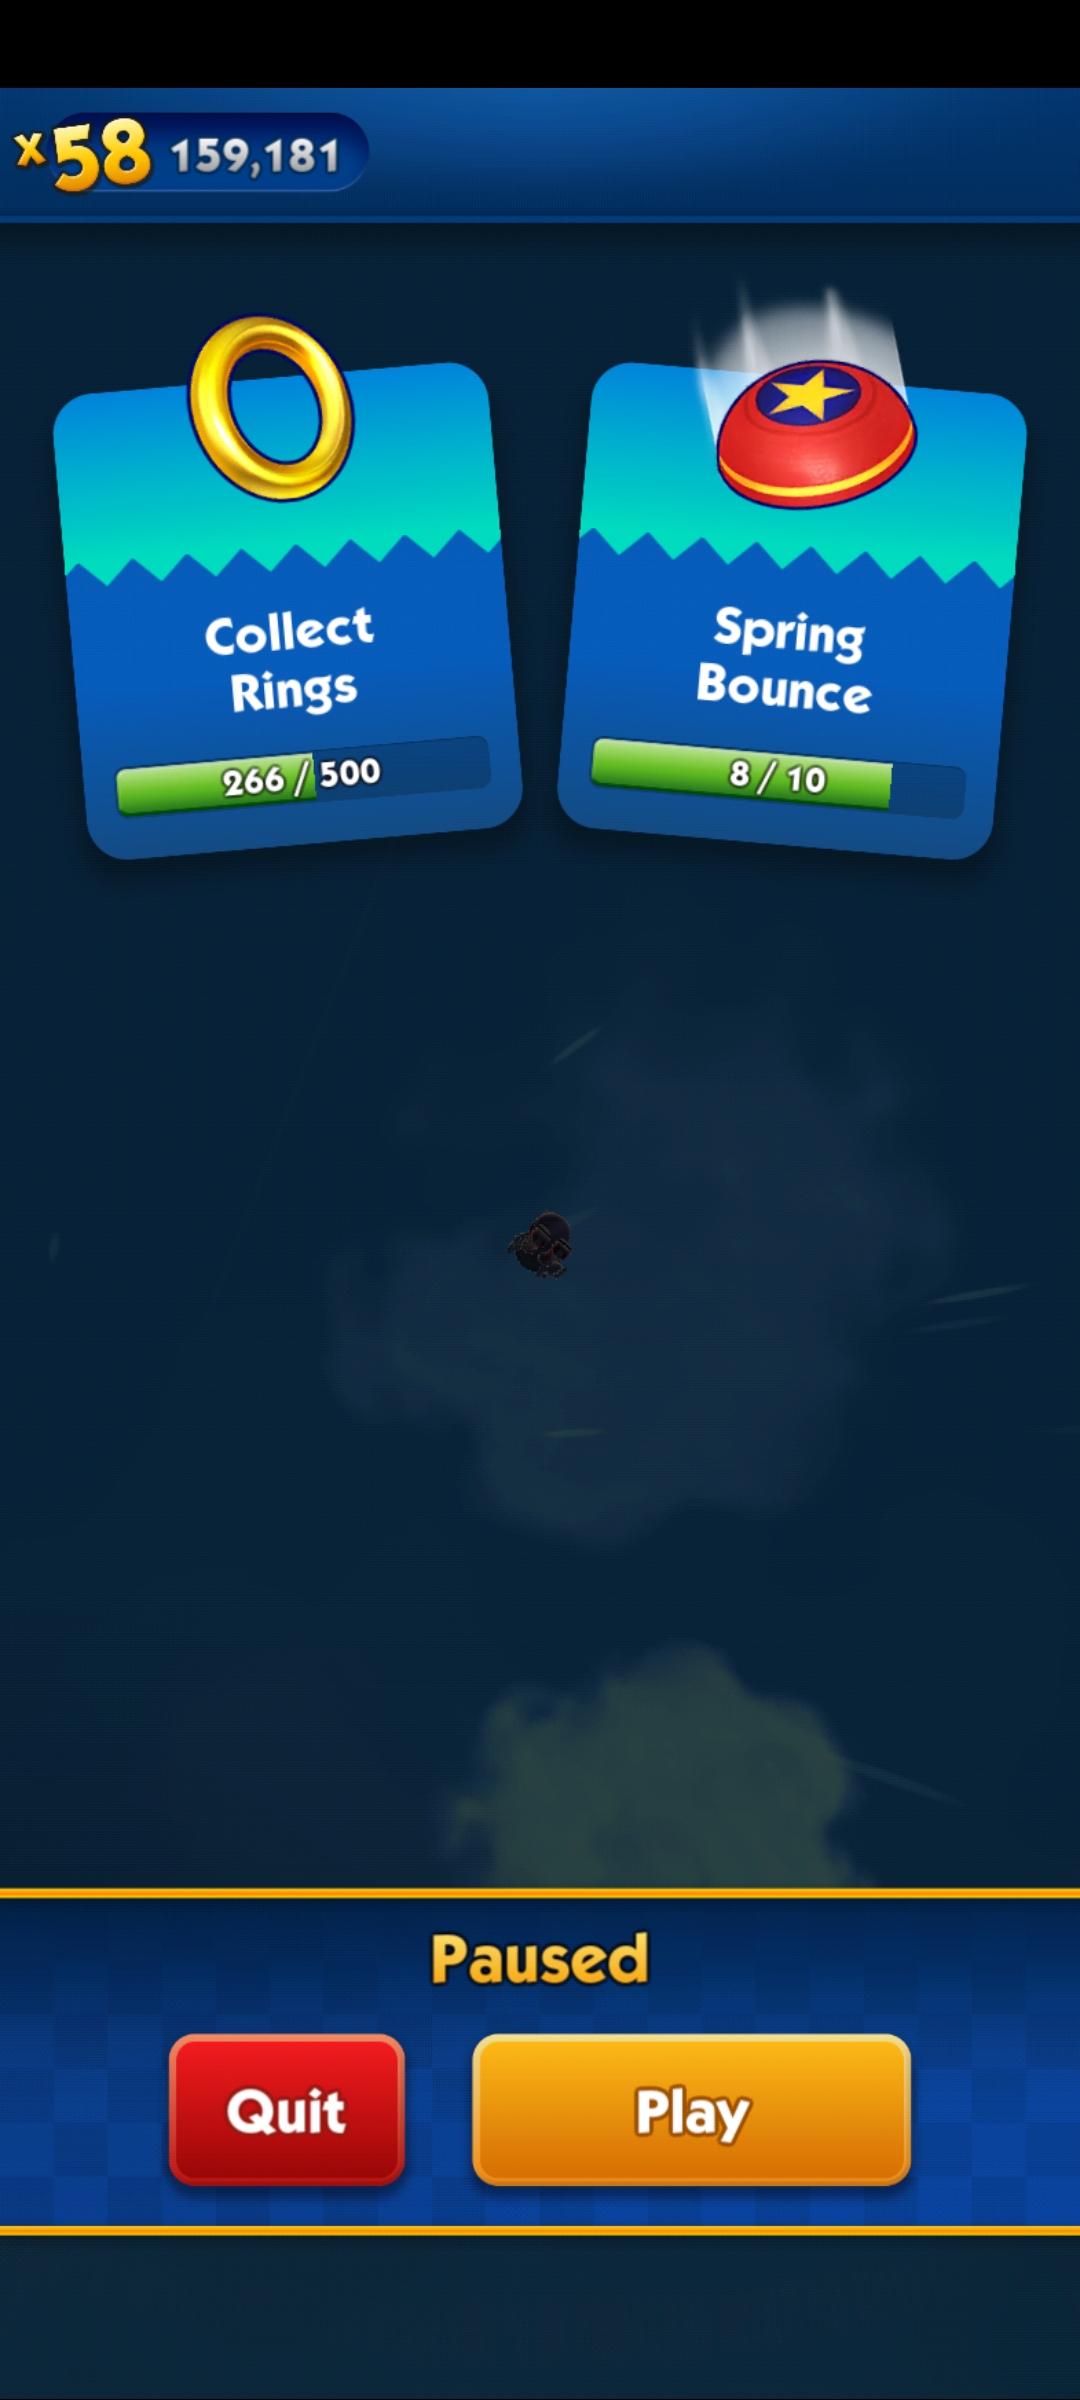 x58 159,181
Collect
Rings
266 / 500
Spring
Bounce
8 / 10
Paused
Quit
Play